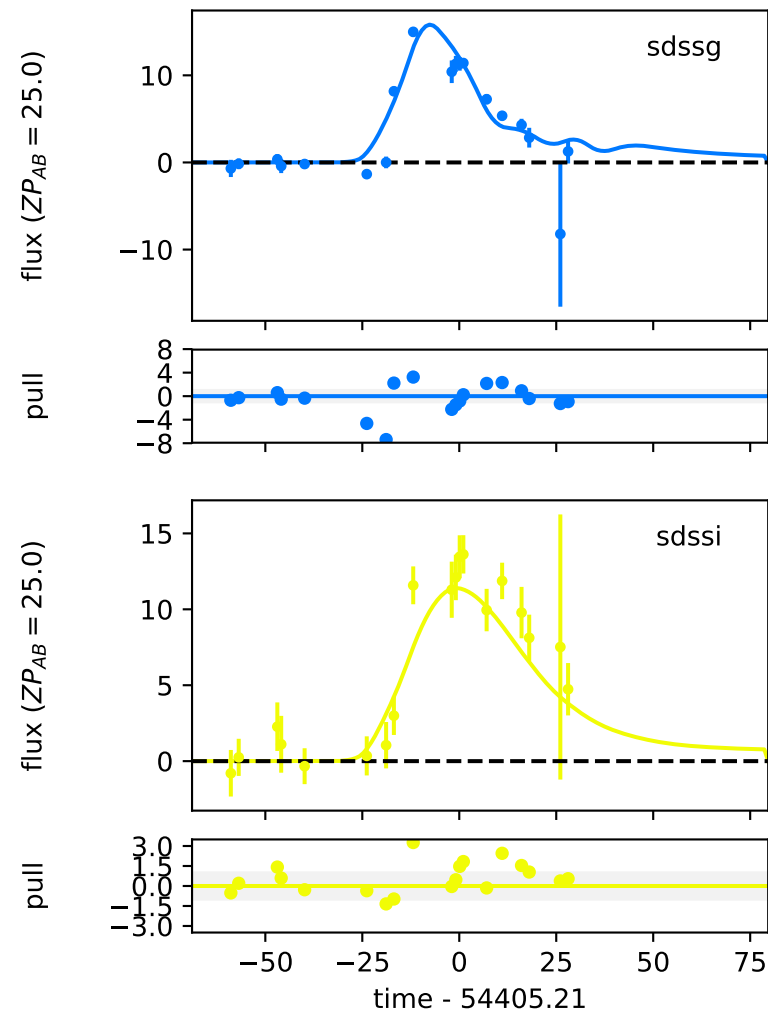 sdssg
flux (ZP_AB = 25.0)
10
0
−10
pull
8
4
0
−4
−8
sdssi
flux (ZP_AB = 25.0)
15
10
5
0
pull
3.0
1.5
0.0
−1.5
−3.0
−50 −25 0 25 50 75
time - 54405.21